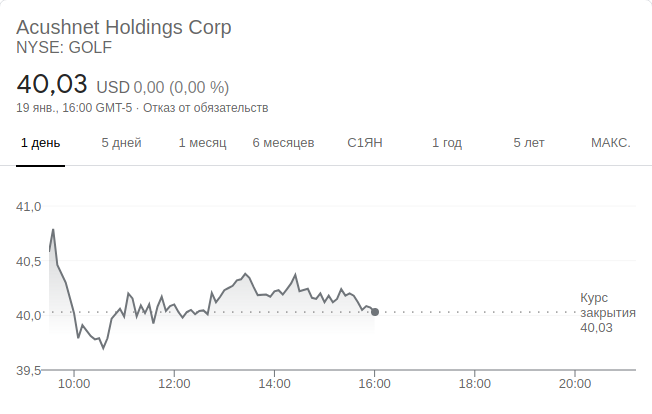 Acushnet Holdings Corp
NYSE: GOLF
40,03 USD 0,00 (0,00 %)
19 янв., 16:00 GMT-5 · Отказ от обязательств
1 день 5 дней 1 месяц 6 месяцев С1ЯН 1 год 5 лет МАКС.
41,0
40,5
40,0
39,5
Курс
закрытия
40,03
10:00 12:00 14:00 16:00 18:00 20:00